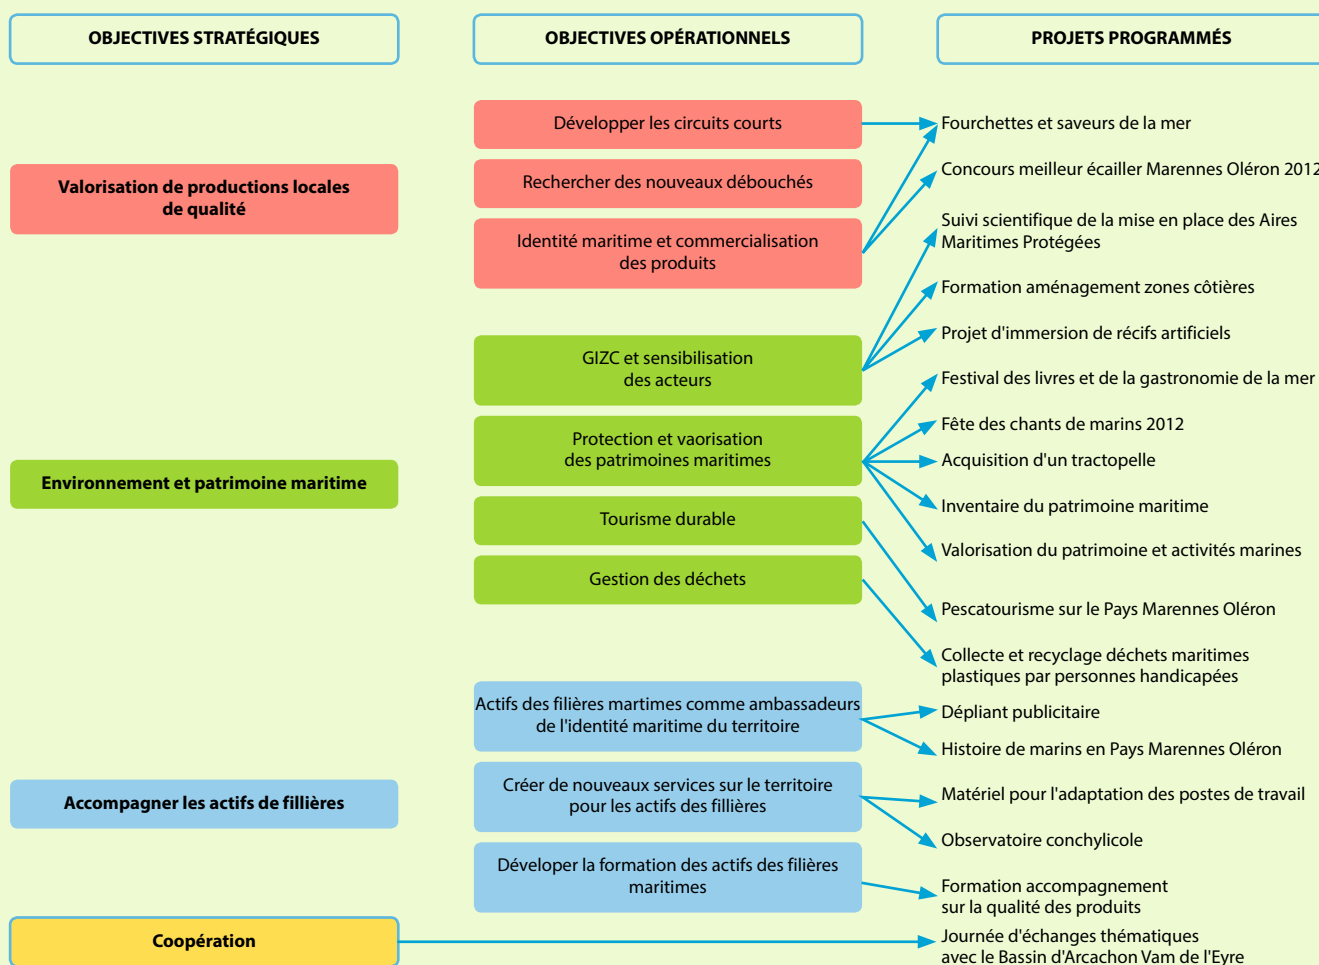 OBJECTIVES STRATÉGIQUES
OBJECTIVES OPÉRATIONNELS
PROJETS PROGRAMMÉS
Valorisation de productions locales
de qualité
Développer les circuits courts
Rechercher des nouveaux débouchés
Identité maritime et commercialisation
des produits
Fourchettes et saveurs de la mer
Concours meilleur écailler Marennes Oléron 2012
Suivi scientifique de la mise en place des Aires
Maritimes Protégées
Formation aménagement zones côtières
Projet d'immersion de récifs artificiels
Environnement et patrimoine maritime
GIZC et sensibilisation
des acteurs
Protection et vaorisation
des patrimoines maritimes
Tourisme durable
Gestion des déchets
Festival des livres et de la gastronomie de la mer
Fête des chants de marins 2012
Acquisition d'un tractopelle
Inventaire du patrimoine maritime
Valorisation du patrimoine et activités marines
Pescatourisme sur le Pays Marennes Oléron
Collecte et recyclage déchets maritimes
plastiques par personnes handicapées
Accompagner les actifs de fillières
Actifs des filières martimes comme ambassadeurs
de l'identité maritime du territoire
Créer de nouveaux services sur le territoire
pour les actifs des fillières
Déveloper la formation des actifs des filières
maritimes
Dépliant publicitaire
Histoire de marins en Pays Marennes Oléron
Matériel pour l'adaptation des postes de travail
Observatoire conchylicole
Formation accompagnement
sur la qualité des produits
Coopération
Journée d'échanges thématiques
avec le Bassin d'Arcachon Vam de l'Eyre